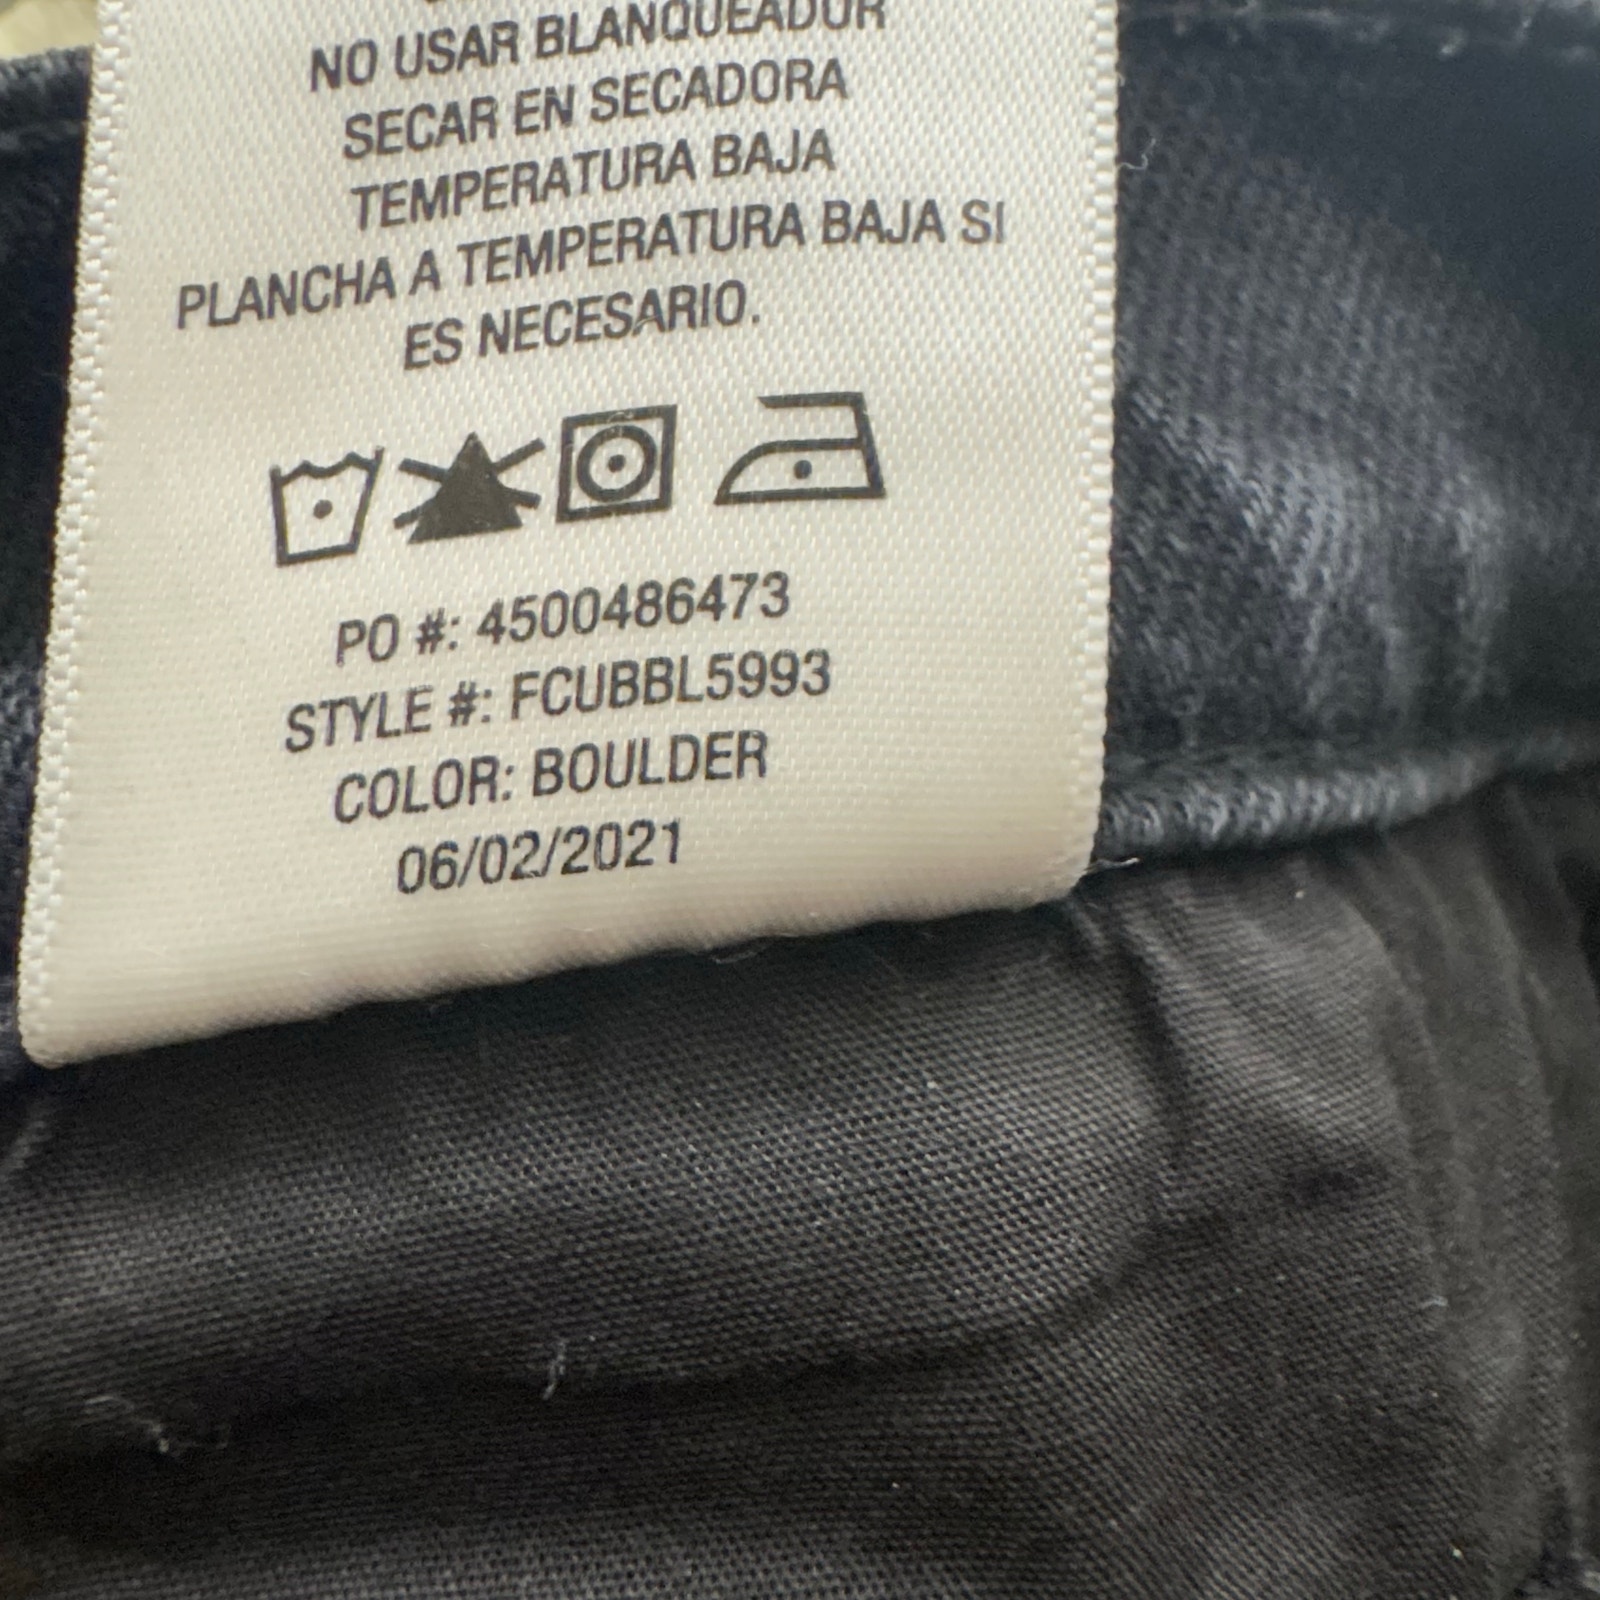 NO USAR BLANQUEADOR
SECAR EN SECADORA
TEMPERATURA BAJA
PLANCHA A TEMPERATURA BAJA SI
ES NECESARIO.
PO #: 4500486473
STYLE #: FCUBBL5993
COLOR: BOULDER
06/02/2021